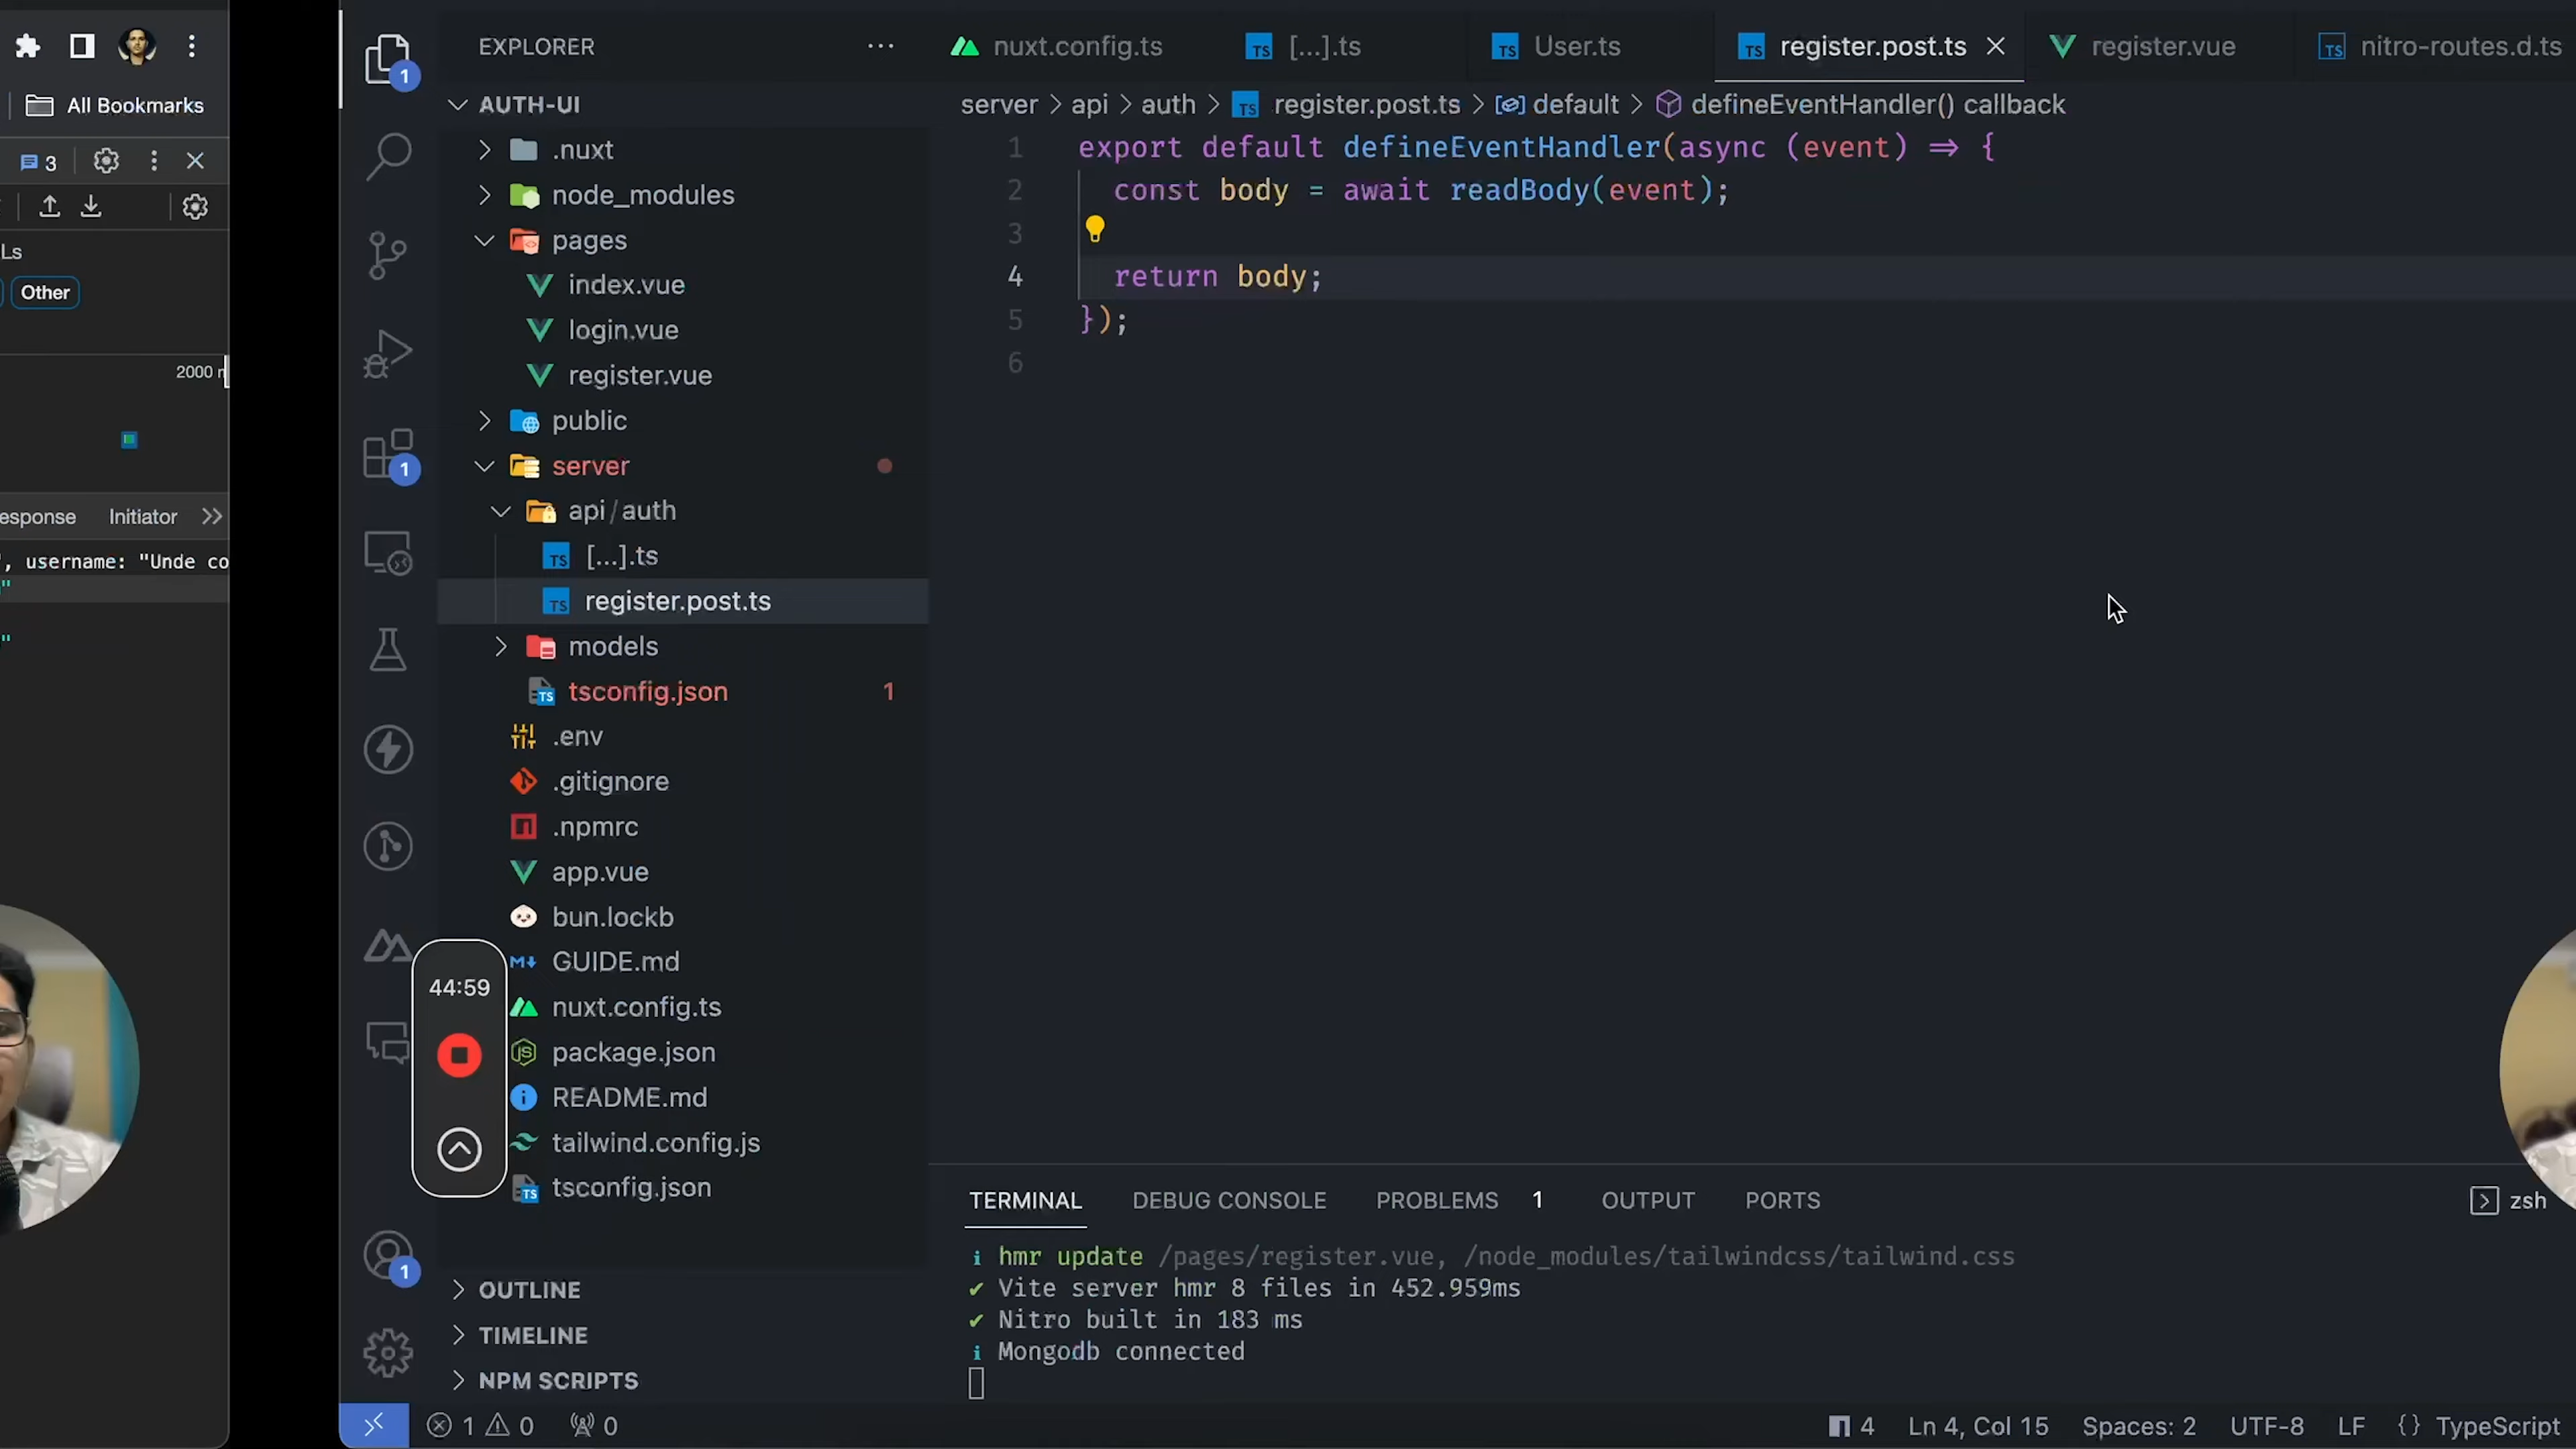 All Bookmarks
3
Ls
Other
2000
esponse Initiator
, username: "Unde co
"
"
1
1
1
EXPLORER
AUTH-UI
.nuxt
node_modules
pages
index.vue
login.vue
register.vue
public
server
api/auth
[...].ts
register.post.ts
models
tsconfig.json 1
.env
.gitignore
.npmrc
app.vue
bun.lockb
GUIDE.md
nuxt.config.ts
package.json
README.md
tailwind.config.js
tsconfig.json
OUTLINE
TIMELINE
NPM SCRIPTS
44:59
nuxt.config.ts [...].ts User.ts register.post.ts register.vue nitro-routes.d.ts
server > api > auth > register.post.ts > default > defineEventHandler() callback
1 export default defineEventHandler(async (event) => {
2 const body = await readBody(event);
3
4 return body;
5 });
6
TERMINAL DEBUG CONSOLE PROBLEMS 1 OUTPUT PORTS zsh
i hmr update /pages/register.vue, /node_modules/tailwindcss/tailwind.css
✔ Vite server hmr 8 files in 452.959ms
✔ Nitro built in 183 ms
i Mongodb connected
1 0 0 4 Ln 4, Col 15 Spaces: 2 UTF-8 LF {} TypeScript